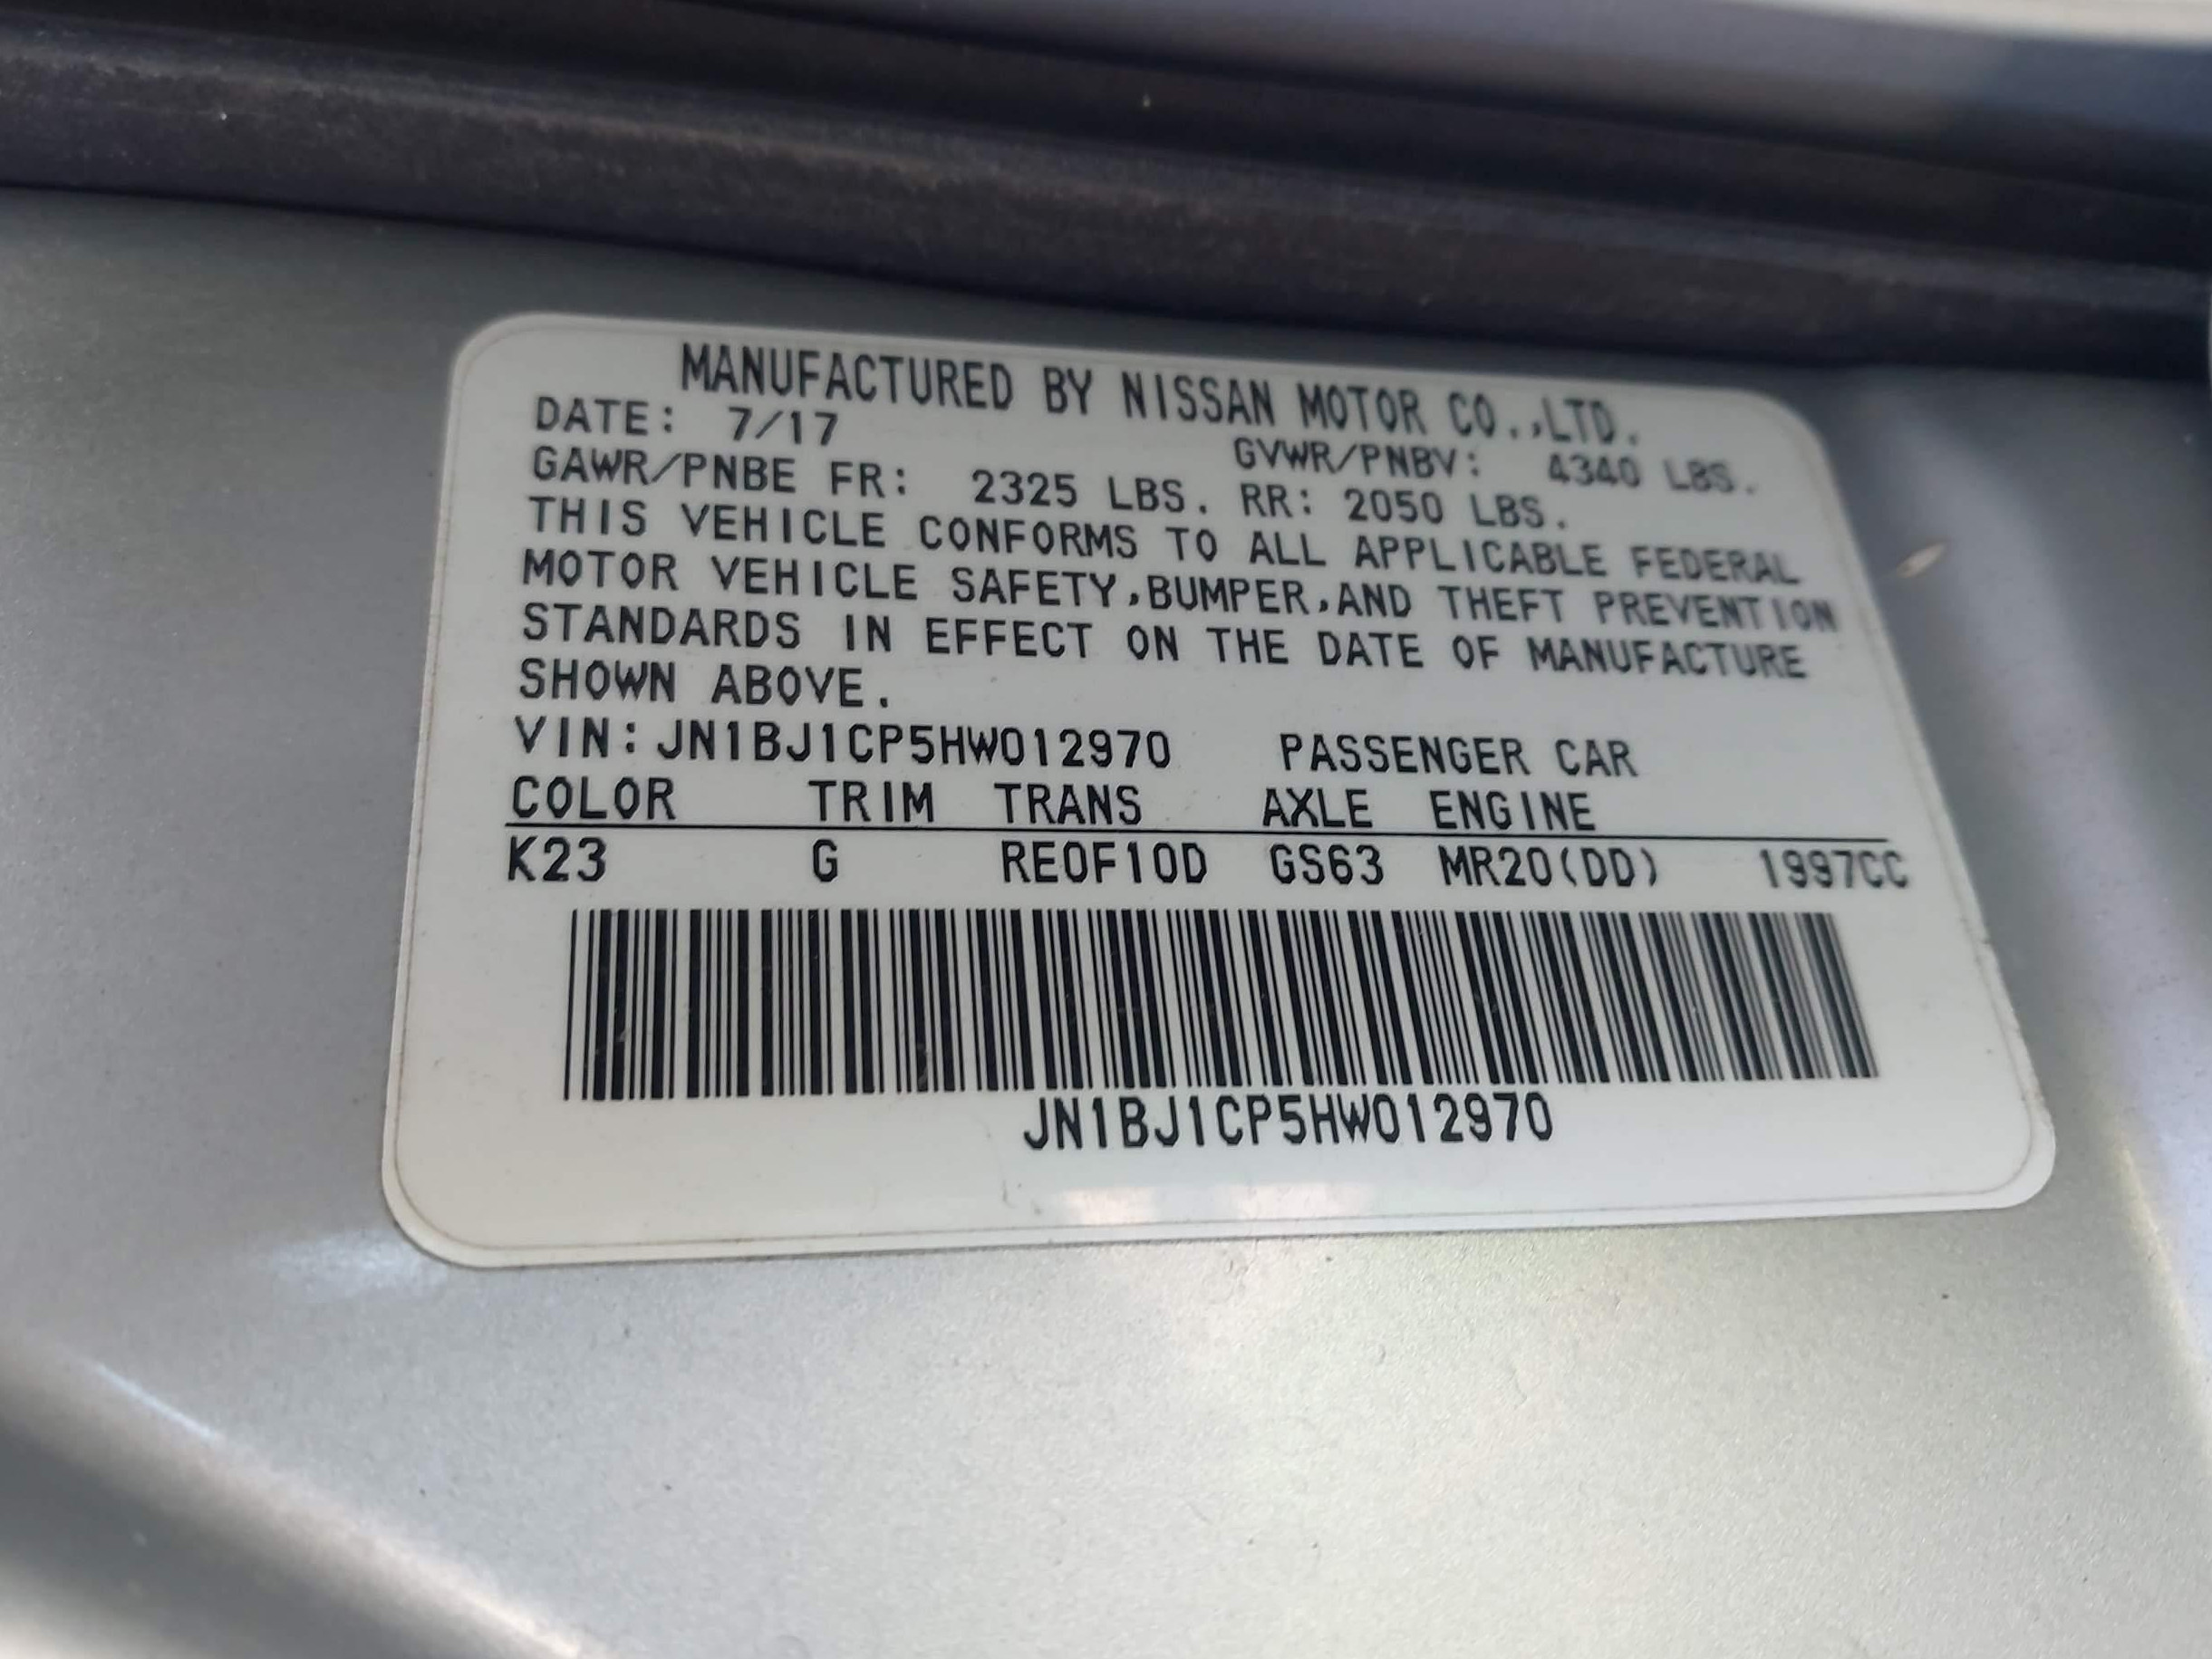 MANUFACTURED BY NISSAN MOTOR CO.,LTD.
DATE: 7/17 GVWR/PNBV: 4340 LBS.
GAWR/PNBE FR: 2325 LBS. RR: 2050 LBS.
THIS VEHICLE CONFORMS TO ALL APPLICABLE FEDERAL
MOTOR VEHICLE SAFETY,BUMPER,AND THEFT PREVENTION
STANDARDS IN EFFECT ON THE DATE OF MANUFACTURE
SHOWN ABOVE.
VIN:JN1BJ1CP5HW012970 PASSENGER CAR
COLOR TRIM TRANS AXLE ENGINE
K23 G RE0F10D GS63 MR20(DD) 1997CC
JN1BJ1CP5HW012970